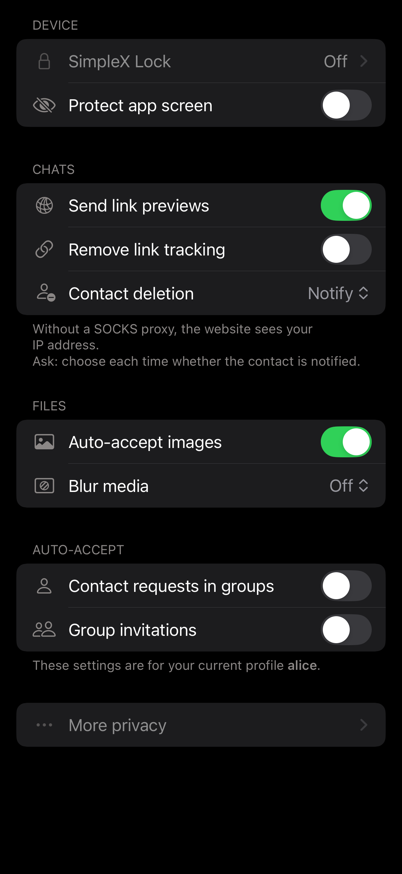 DEVICE
SimpleX Lock Off
Protect app screen
CHATS
Send link previews
Remove link tracking
Contact deletion Notify
Without a SOCKS proxy, the website sees your
IP address.
Ask: choose each time whether the contact is notified.
FILES
Auto-accept images
Blur media Off
AUTO-ACCEPT
Contact requests in groups
Group invitations
These settings are for your current profile alice.
More privacy